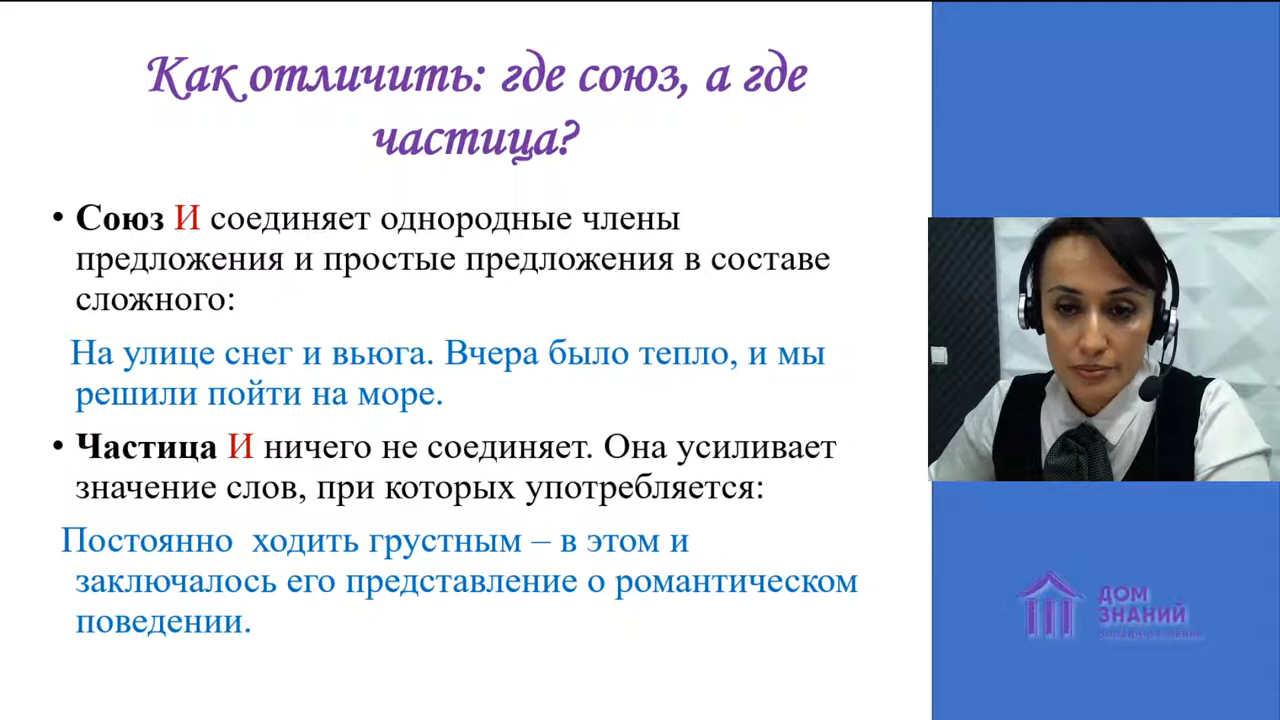 Как отличить: где союз, а где
частица?
• Союз И соединяет однородные члены
предложения и простые предложения в составе
сложного:
На улице снег и вьюга. Вчера было тепло, и мы
решили пойти на море.
• Частица И ничего не соединяет. Она усиливает
значение слов, при которых употребляется:
Постоянно ходить грустным – в этом и
заключалось его представление о романтическом
поведении.
ДОМ
ЗНАНИЙ